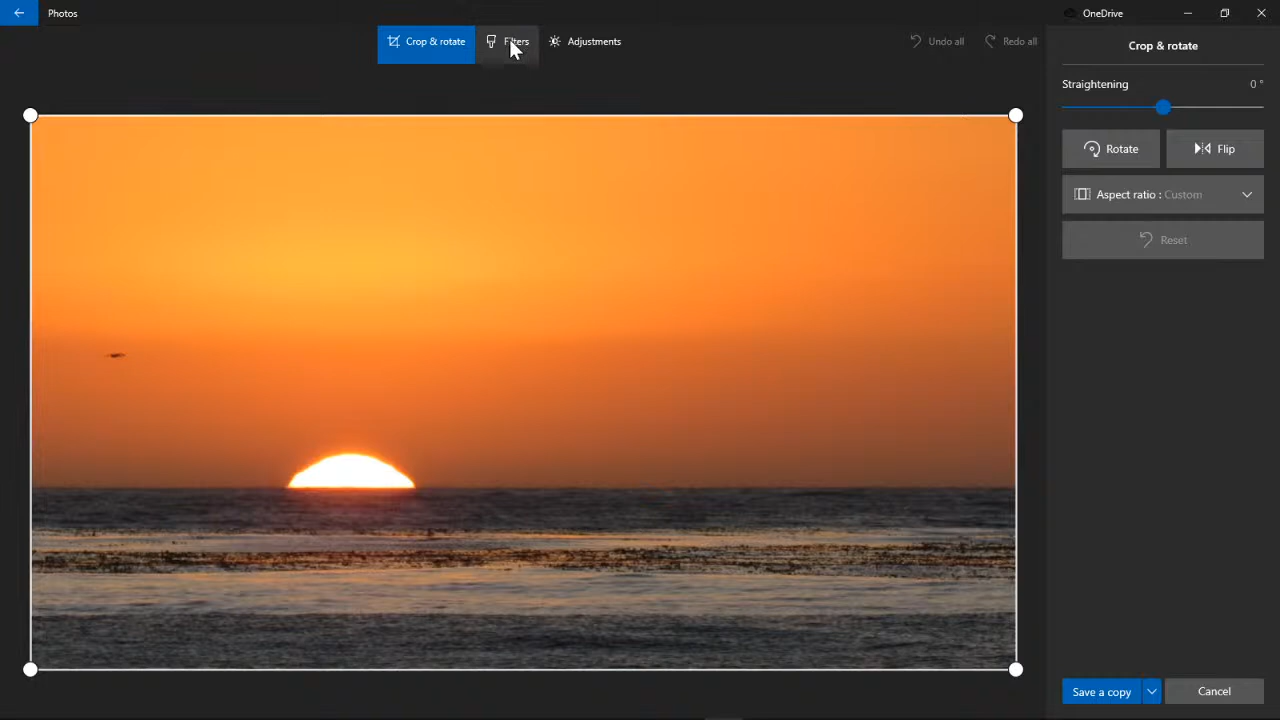 Photos
OneDrive
Crop & rotate
Filters
Adjustments
Undo all
Redo all
Crop & rotate
Straightening 0 °
Rotate
Flip
Aspect ratio : Custom
Reset
Save a copy
Cancel